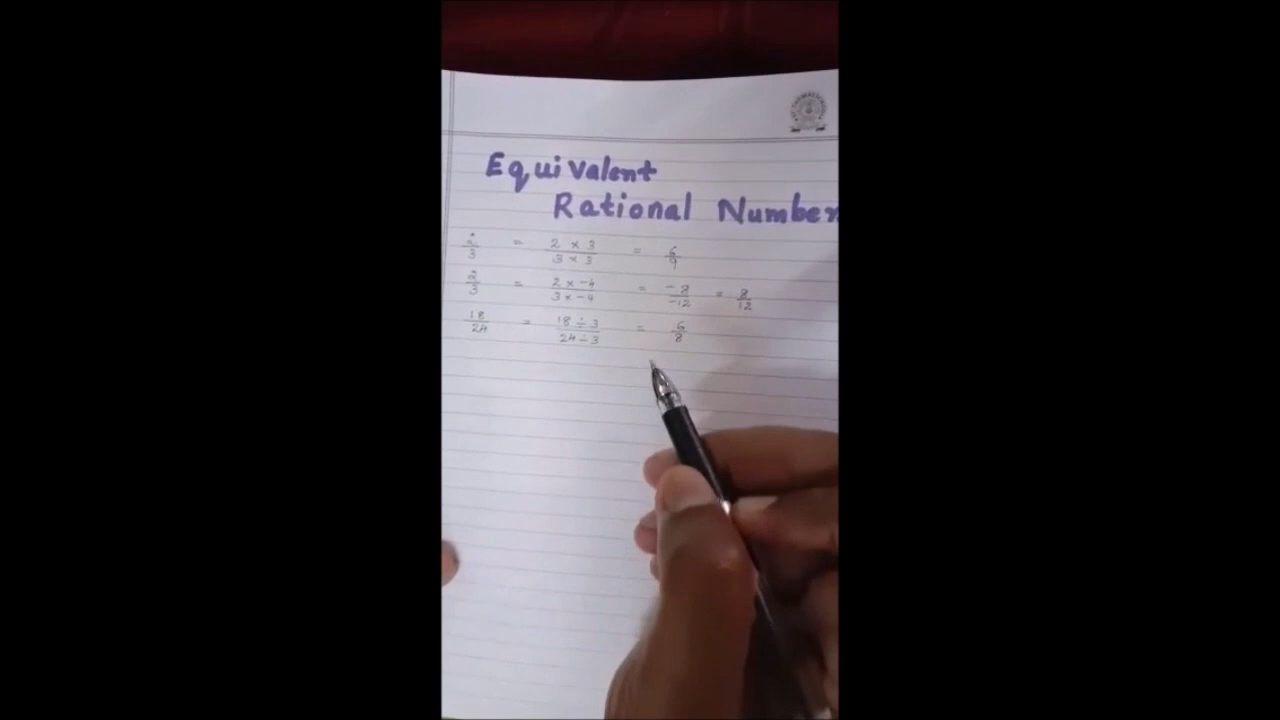 Equivalent
Rational Number
2/3 = 2 × 3/3 × 3 = 6/9
2/3 = 2 × -4/3 × -4 = -8/-12 = 8/12
18/24 = 18 ÷ 3/24 ÷ 3 = 6/8